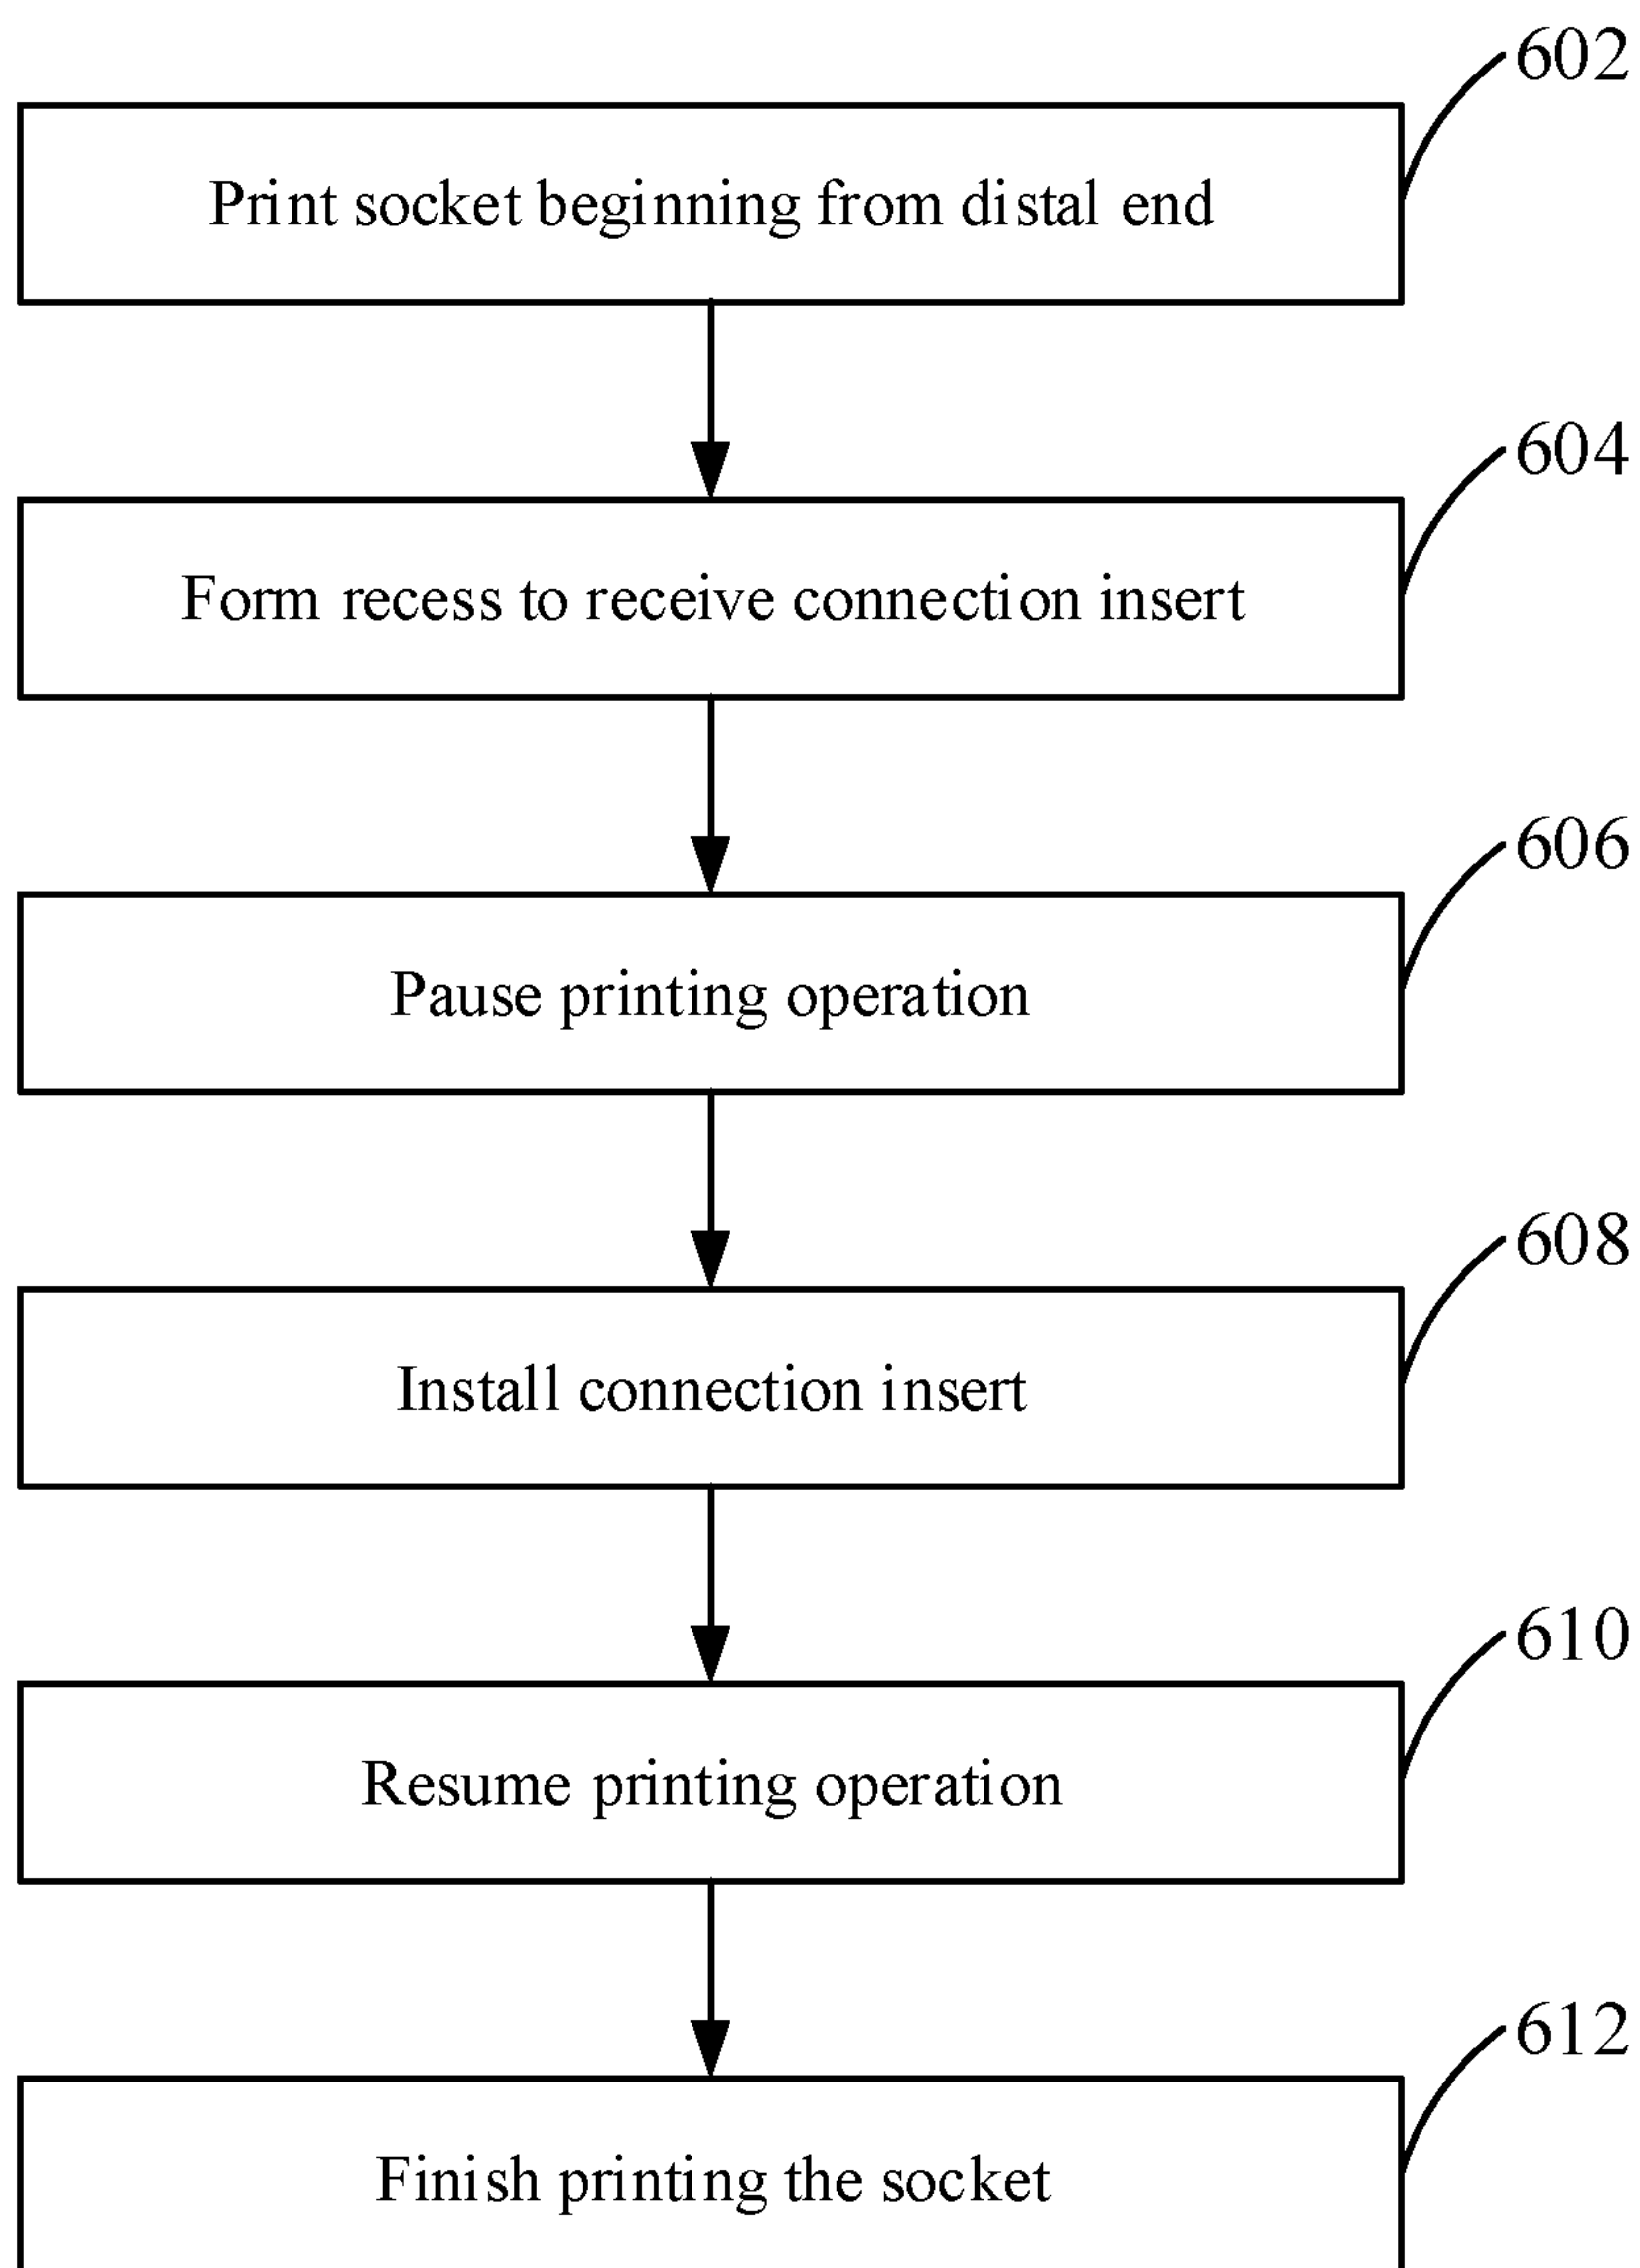 602
Print socket beginning from distal end
604
Form recess to receive connection insert
606
Pause printing operation
608
Install connection insert
610
Resume printing operation
612
Finish printing the socket